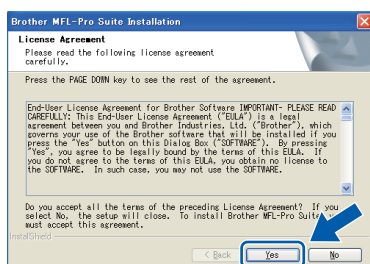 Brother MFL-Pro Suite Installation
License Agreement
Please read the following license agreement
carefully.
Press the PAGE DOWN key to see the rest of the agreement.
End-User License Agreement for Brother Software IMPORTANT- PLEASE READ
CAREFULLY: This End-User License Agreement ("EULA") is a legal
agreement between you and Brother Industries, Ltd. ("Brother"), which
governs your use of the Brother software that will be installed if you
press the "Yes" button on this Dialog Box ("SOFTWARE"). By pressing
"Yes", you agree to be legally bound by the terms of this EULA. If
you do not agree to the terms of this EULA, you obtain no license to
the SOFTWARE. In such case, you may not use the SOFTWARE.
Do you accept all the terms of the preceding License Agreement? If you
select No, the setup will close. To install Brother MFL-Pro Suite,
must accept this agreement.
InstallShield
< Back Yes No